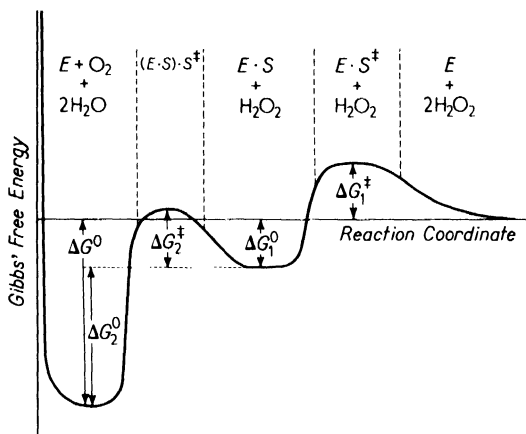 E + O₂
+
2H₂O
(E·S)·S‡
E·S
+
H₂O₂
E·S‡
+
H₂O₂
E
+
2H₂O₂
Gibbs' Free Energy
ΔG⁰
ΔG₂⁰
ΔG₂‡
ΔG₁⁰
ΔG₁‡
Reaction Coordinate